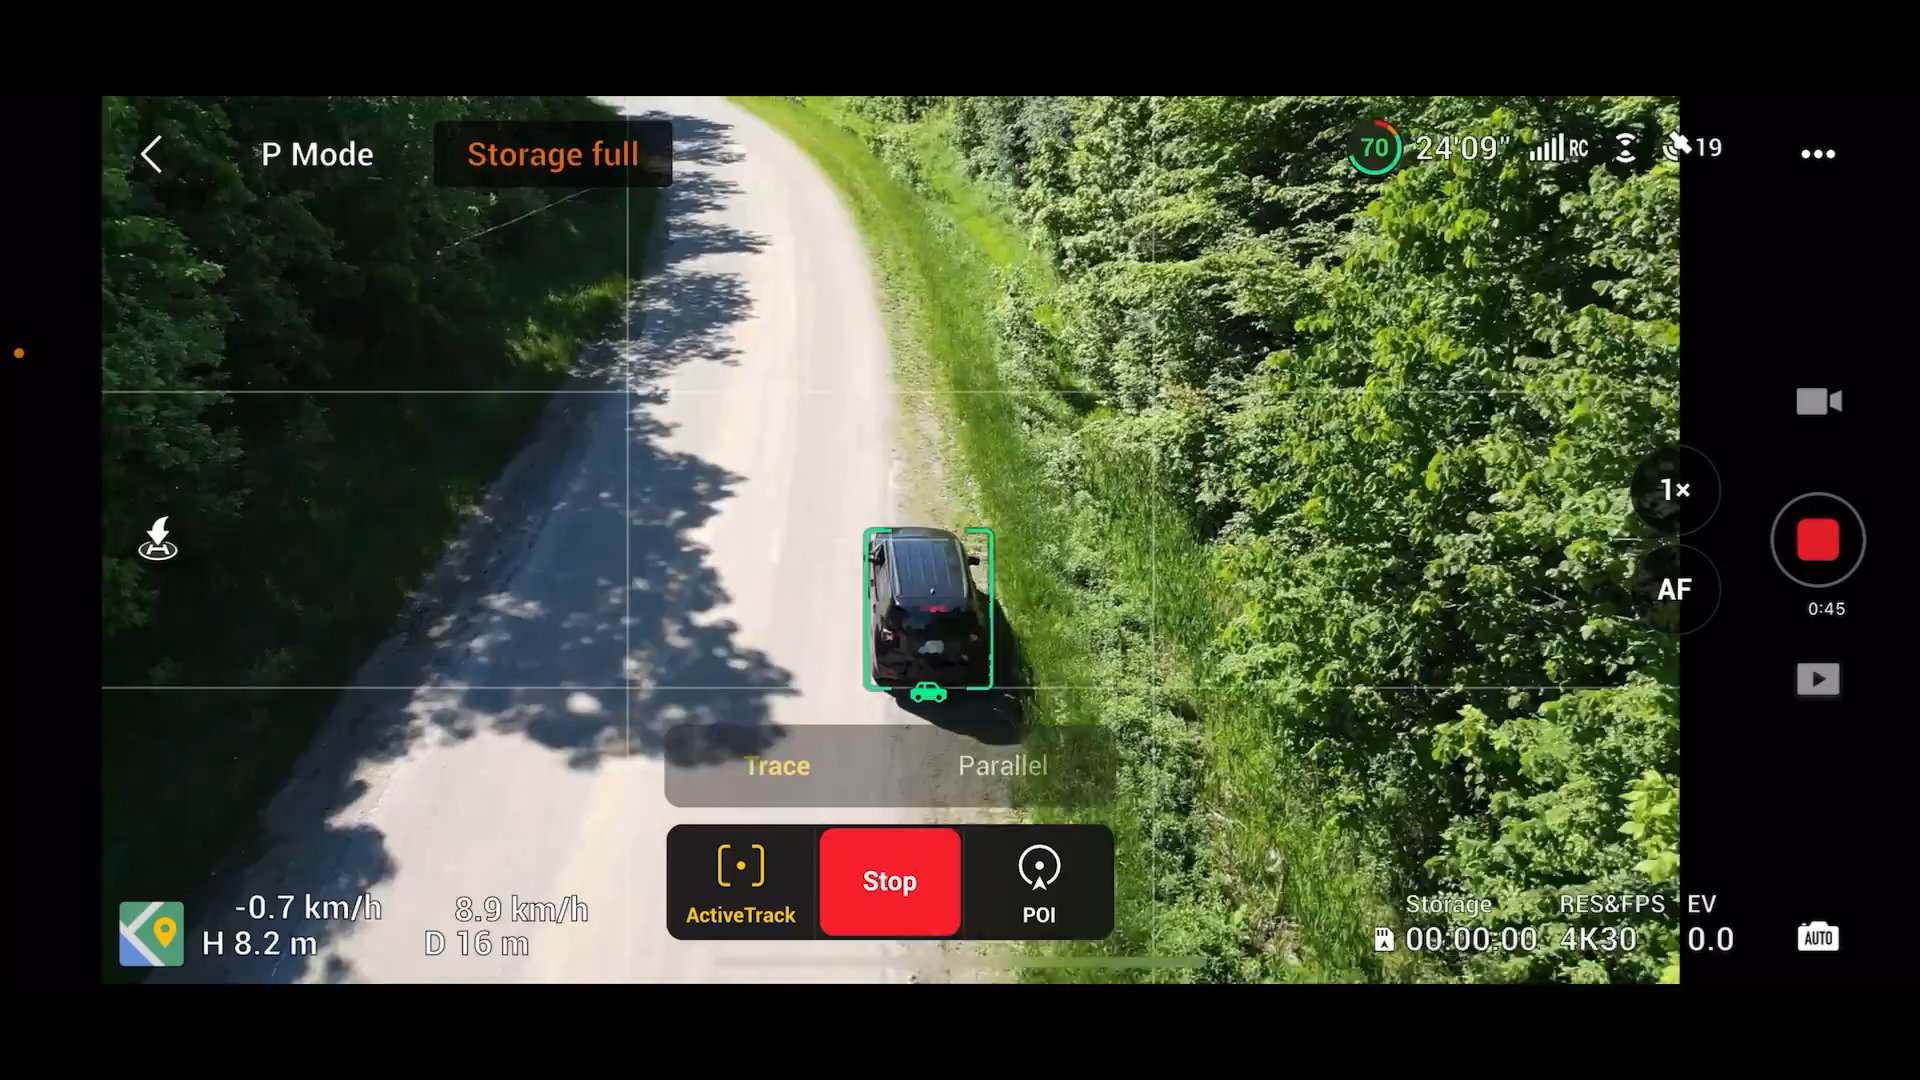 P Mode
Storage full
70
24'09"
RC
19
1×
AF
0:45
Trace
Parallel
ActiveTrack
Stop
POI
-0.7 km/h
8.9 km/h
H 8.2 m
D 16 m
Storage
RES&FPS
EV
00:00:00
4K30
0.0
AUTO